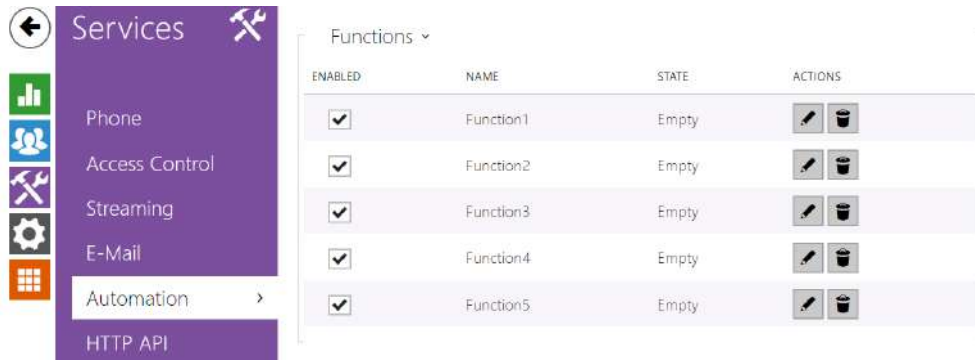 Services
Phone
Access Control
Streaming
E-Mail
Automation
HTTP API
Functions
ENABLED NAME STATE ACTIONS
Function1 Empty
Function2 Empty
Function3 Empty
Function4 Empty
Function5 Empty